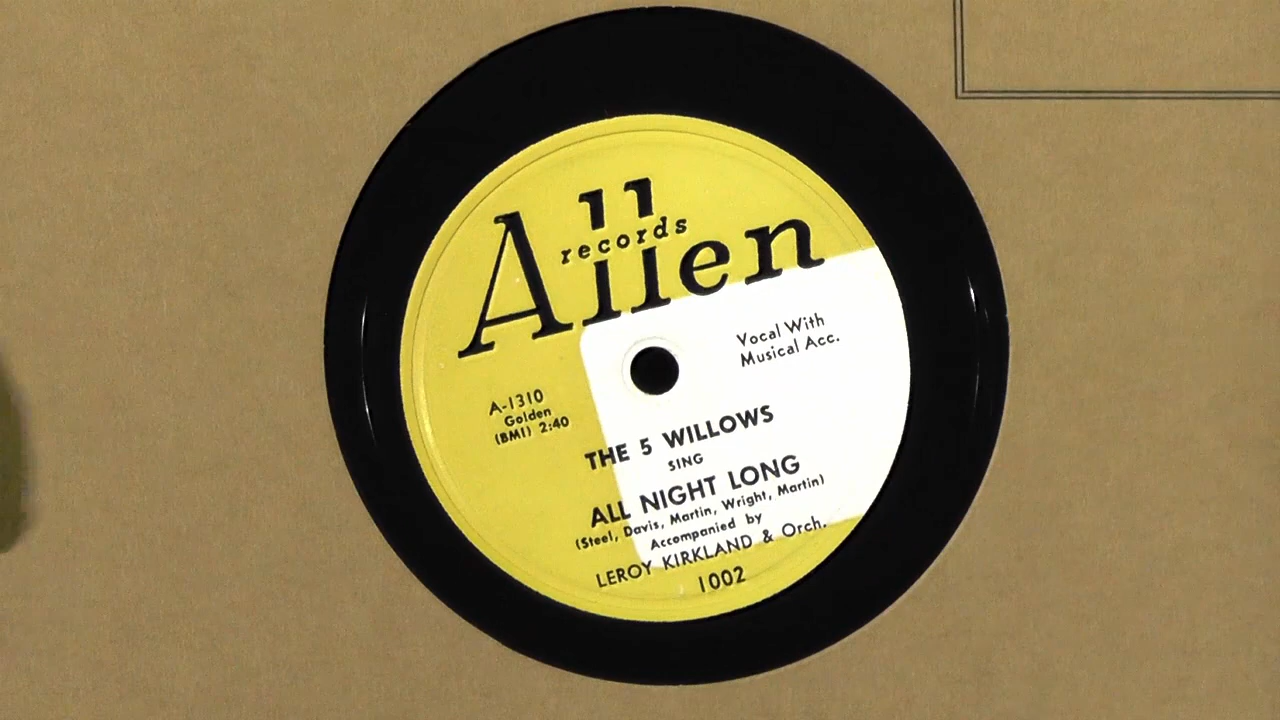 Allen
records
Vocal With
Musical Acc.
A-1310
Golden
(BMI) 2:40
THE 5 WILLOWS
SING
ALL NIGHT LONG
(Steel, Davis, Martin, Wright, Martin)
Accompanied by
LEROY KIRKLAND & Orch.
1002